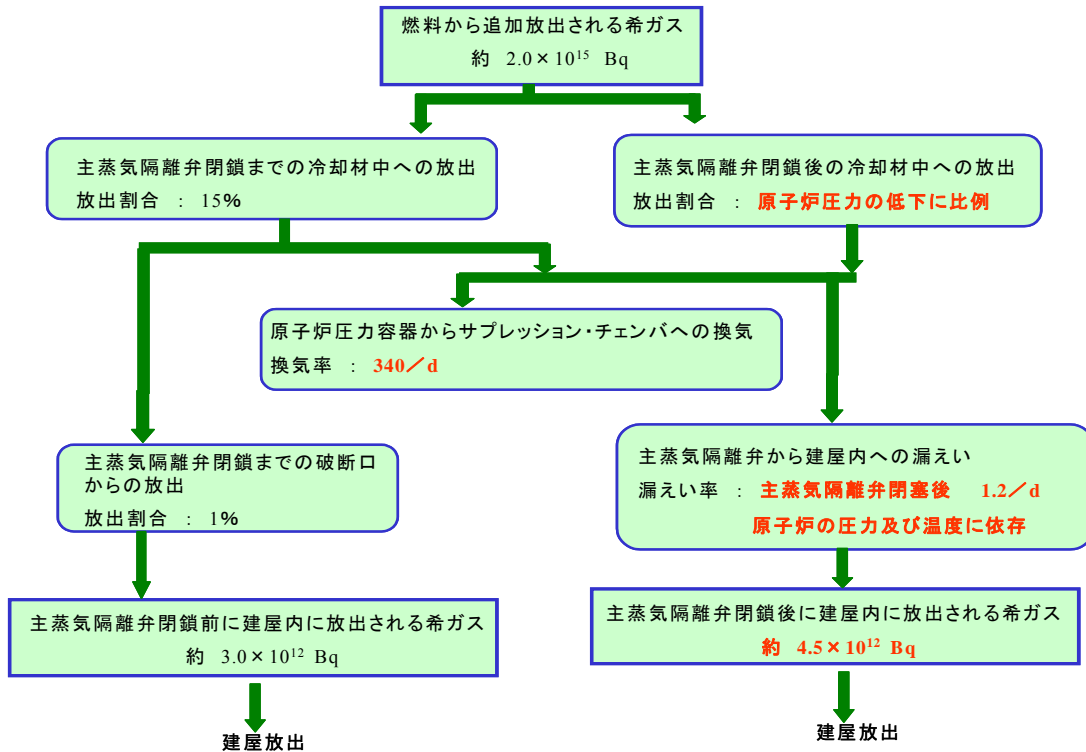 燃料から追加放出される希ガス
約 2.0×10¹⁵ Bq
主蒸気隔離弁閉鎖までの冷却材中への放出
放出割合 : 15%
主蒸気隔離弁閉鎖後の冷却材中への放出
放出割合 : 原子炉圧力の低下に比例
原子炉圧力容器からサプレッション・チェンバへの換気
換気率 : 340/d
主蒸気隔離弁閉鎖までの破断口
からの放出
放出割合 : 1%
主蒸気隔離弁から建屋内への漏えい
漏えい率 : 主蒸気隔離弁閉塞後 1.2/d
原子炉の圧力及び温度に依存
主蒸気隔離弁閉鎖前に建屋内に放出される希ガス
約 3.0×10¹² Bq
主蒸気隔離弁閉鎖後に建屋内に放出される希ガス
約 4.5×10¹² Bq
建屋放出
建屋放出